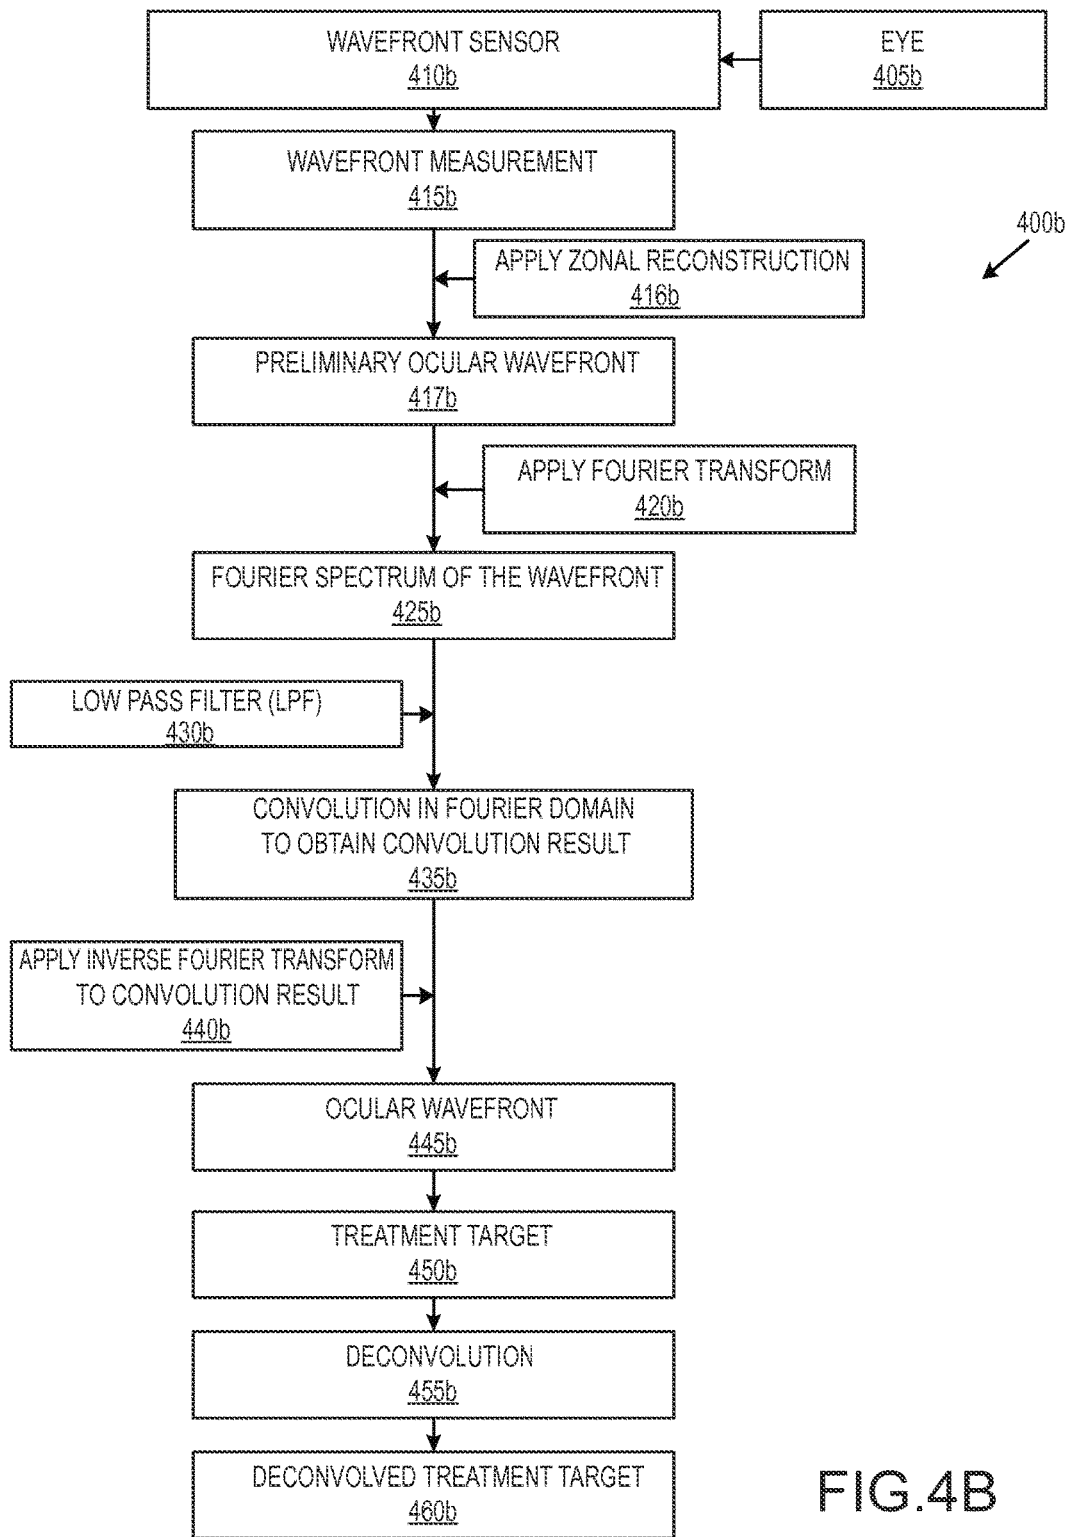 WAVEFRONT SENSOR
410b
EYE
405b
WAVEFRONT MEASUREMENT
415b
400b
APPLY ZONAL RECONSTRUCTION
416b
PRELIMINARY OCULAR WAVEFRONT
417b
APPLY FOURIER TRANSFORM
420b
FOURIER SPECTRUM OF THE WAVEFRONT
425b
LOW PASS FILTER (LPF)
430b
CONVOLUTION IN FOURIER DOMAIN
TO OBTAIN CONVOLUTION RESULT
435b
APPLY INVERSE FOURIER TRANSFORM
TO CONVOLUTION RESULT
440b
OCULAR WAVEFRONT
445b
TREATMENT TARGET
450b
DECONVOLUTION
455b
DECONVOLVED TREATMENT TARGET
460b
FIG.4B